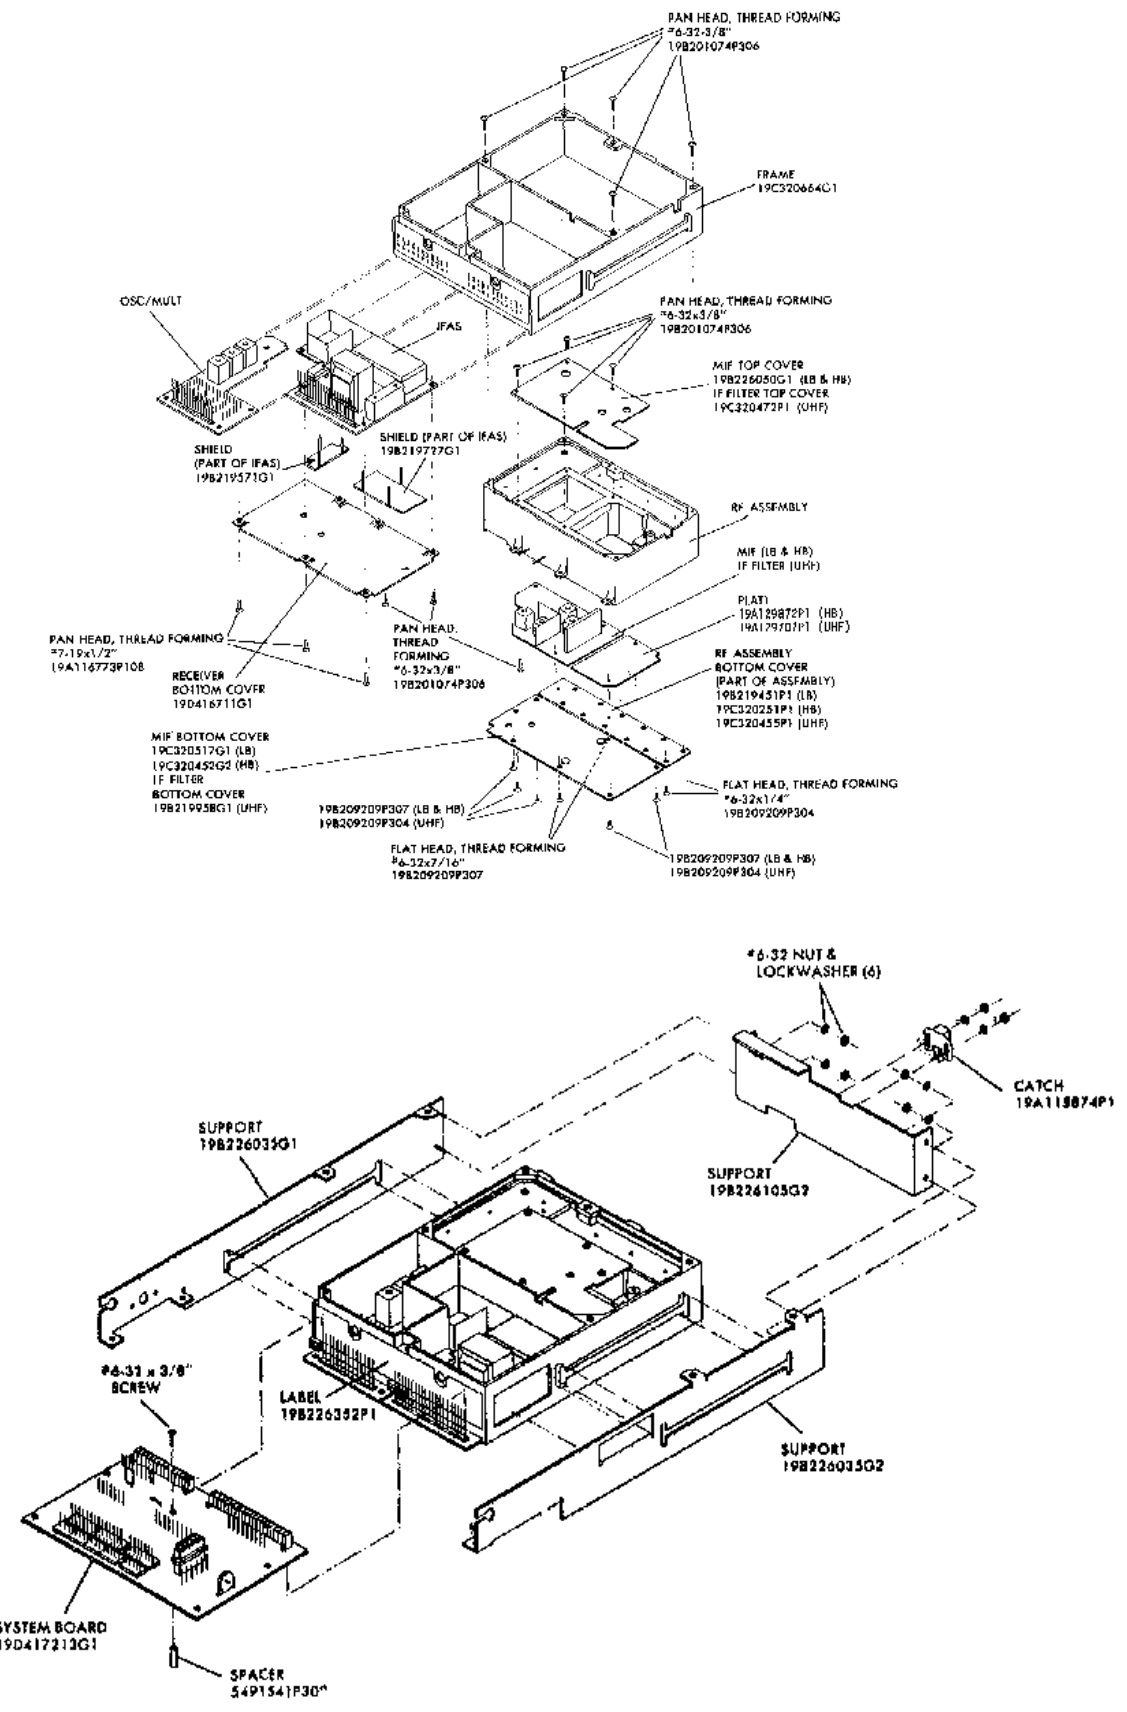 PAN HEAD, THREAD FORMING
#6-32-3/8"
19B201074P306
FRAME
19C320664G1
OSC/MULT
IFAS
PAN HEAD, THREAD FORMING
#6-32x3/8"
19B201074P306
MIF TOP COVER
19B226050G1 (LB & HB)
IF FILTER TOP COVER
19C320472P1 (UHF)
SHIELD
(PART OF IFAS)
19B219571G1
SHIELD (PART OF IFAS)
19B219727G1
RF ASSEMBLY
MIF (LB & HB)
IF FILTER (UHF)
19A129872P1 (HB)
(UHF)
PAN HEAD, THREAD FORMING
#7-19x1/2"
19A116773P108
RECEIVER
BOTTOM COVER
19D416711G1
PAN HEAD,
THREAD
FORMING
#6-32x3/8"
19B201074P306
RF ASSEMBLY
BOTTOM COVER
(PART OF ASSEMBLY)
19B219451P1 (LB)
19C320251P1 (HB)
19C320455P1 (UHF)
MIF BOTTOM COVER
19C320517G1 (LB)
19C320452G2 (HB)
IF FILTER
BOTTOM COVER
19B219958G1 (UHF)
19B209209P307 (LB & HB)
19B209209P304 (UHF)
FLAT HEAD, THREAD FORMING
#6-32x7/16"
19B209209P307
FLAT HEAD, THREAD FORMING
#6-32x1/4"
19B209209P304
19B209209P307 (LB & HB)
19B209209P304 (UHF)
#6-32 NUT &
LOCKWASHER (6)
CATCH
19A115874P1
SUPPORT
19B226035G1
SUPPORT
19B226105G2
#6-32 x 3/8"
SCREW
LABEL
19B226352P1
SUPPORT
19B226035G2
SYSTEM BOARD
19D417213G1
SPACER
5491541P30"